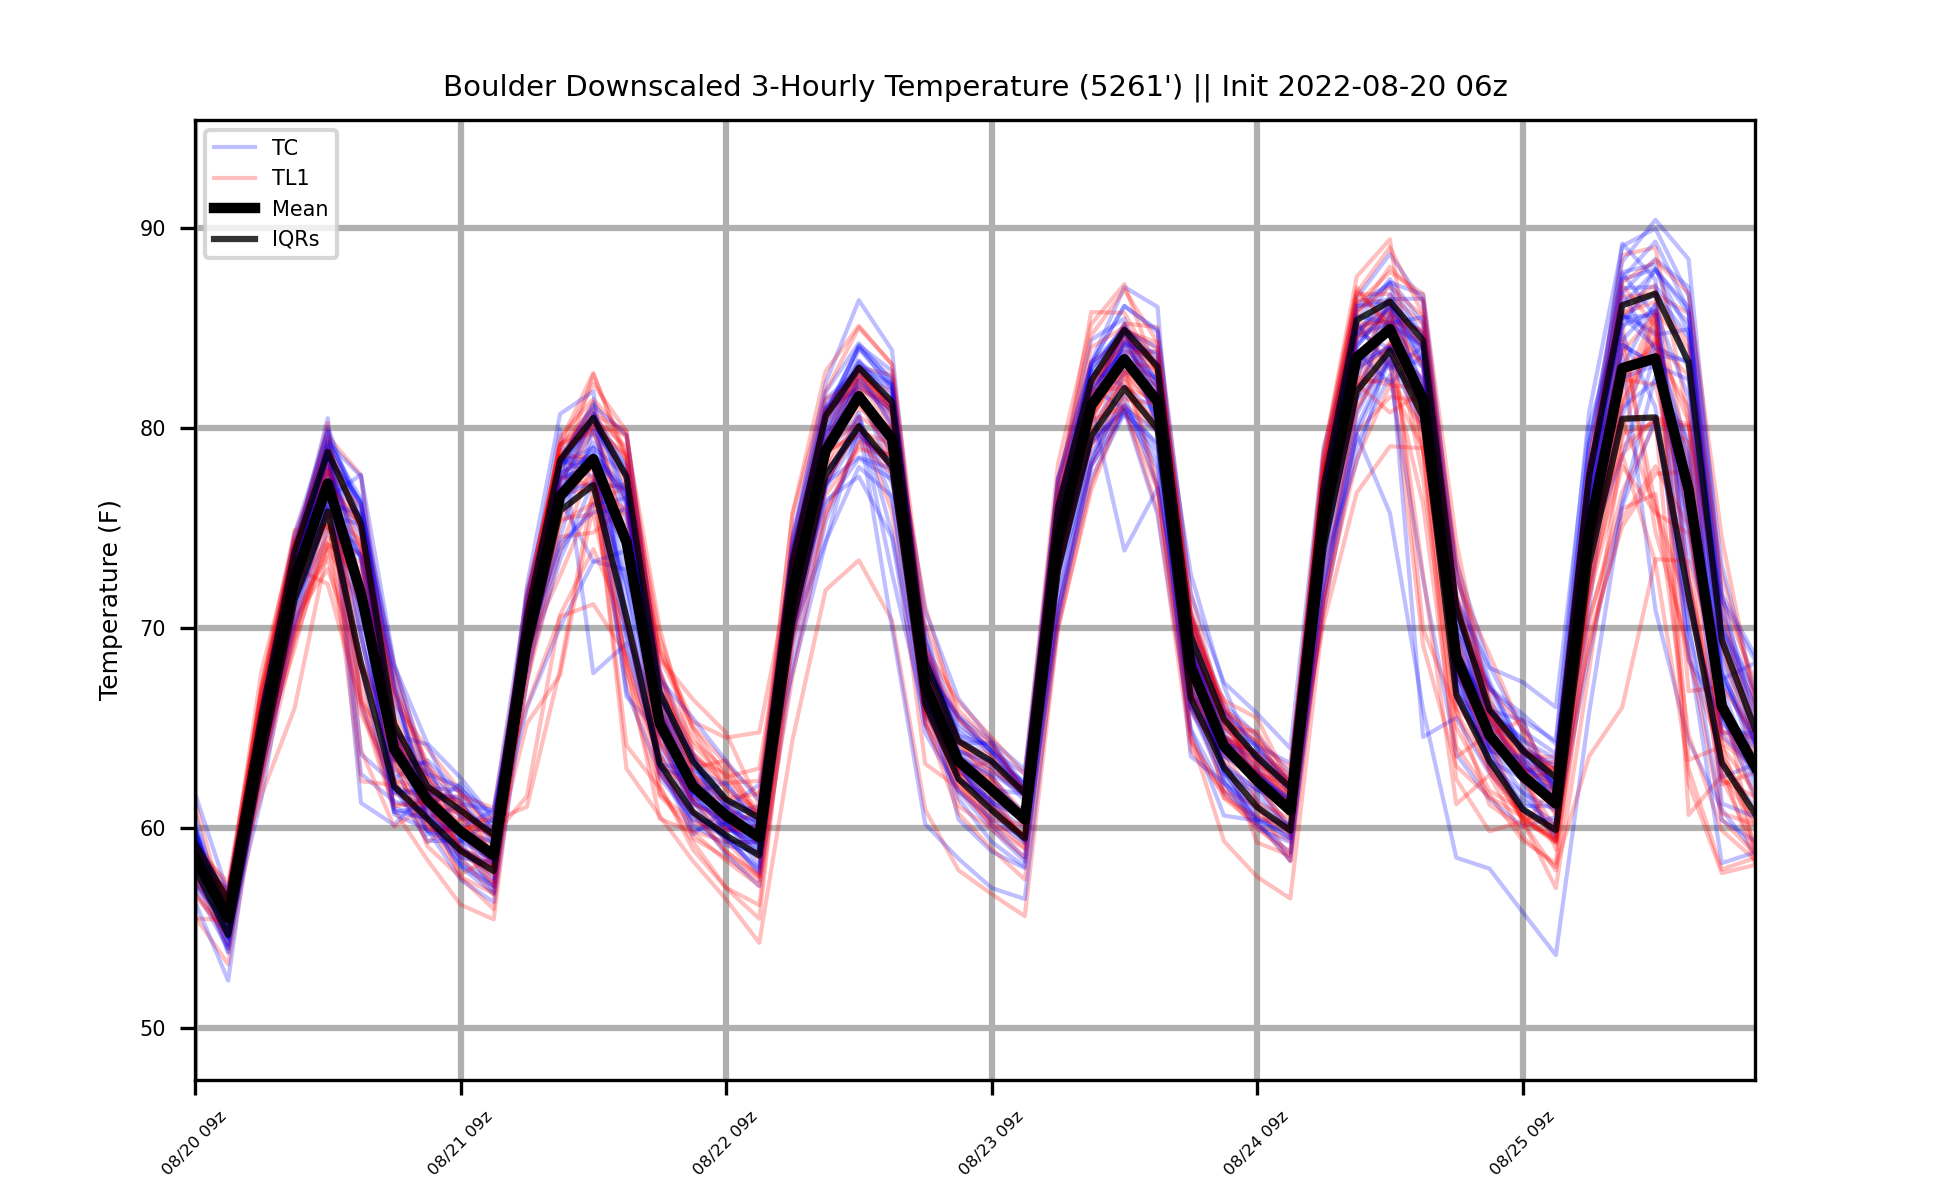 Boulder Downscaled 3-Hourly Temperature (5261') || Init 2022-08-20 06z
TC
TL1
Mean
IQRs
Temperature (F)
90
80
70
60
50
08/20 09z
08/21 09z
08/22 09z
08/23 09z
08/24 09z
08/25 09z